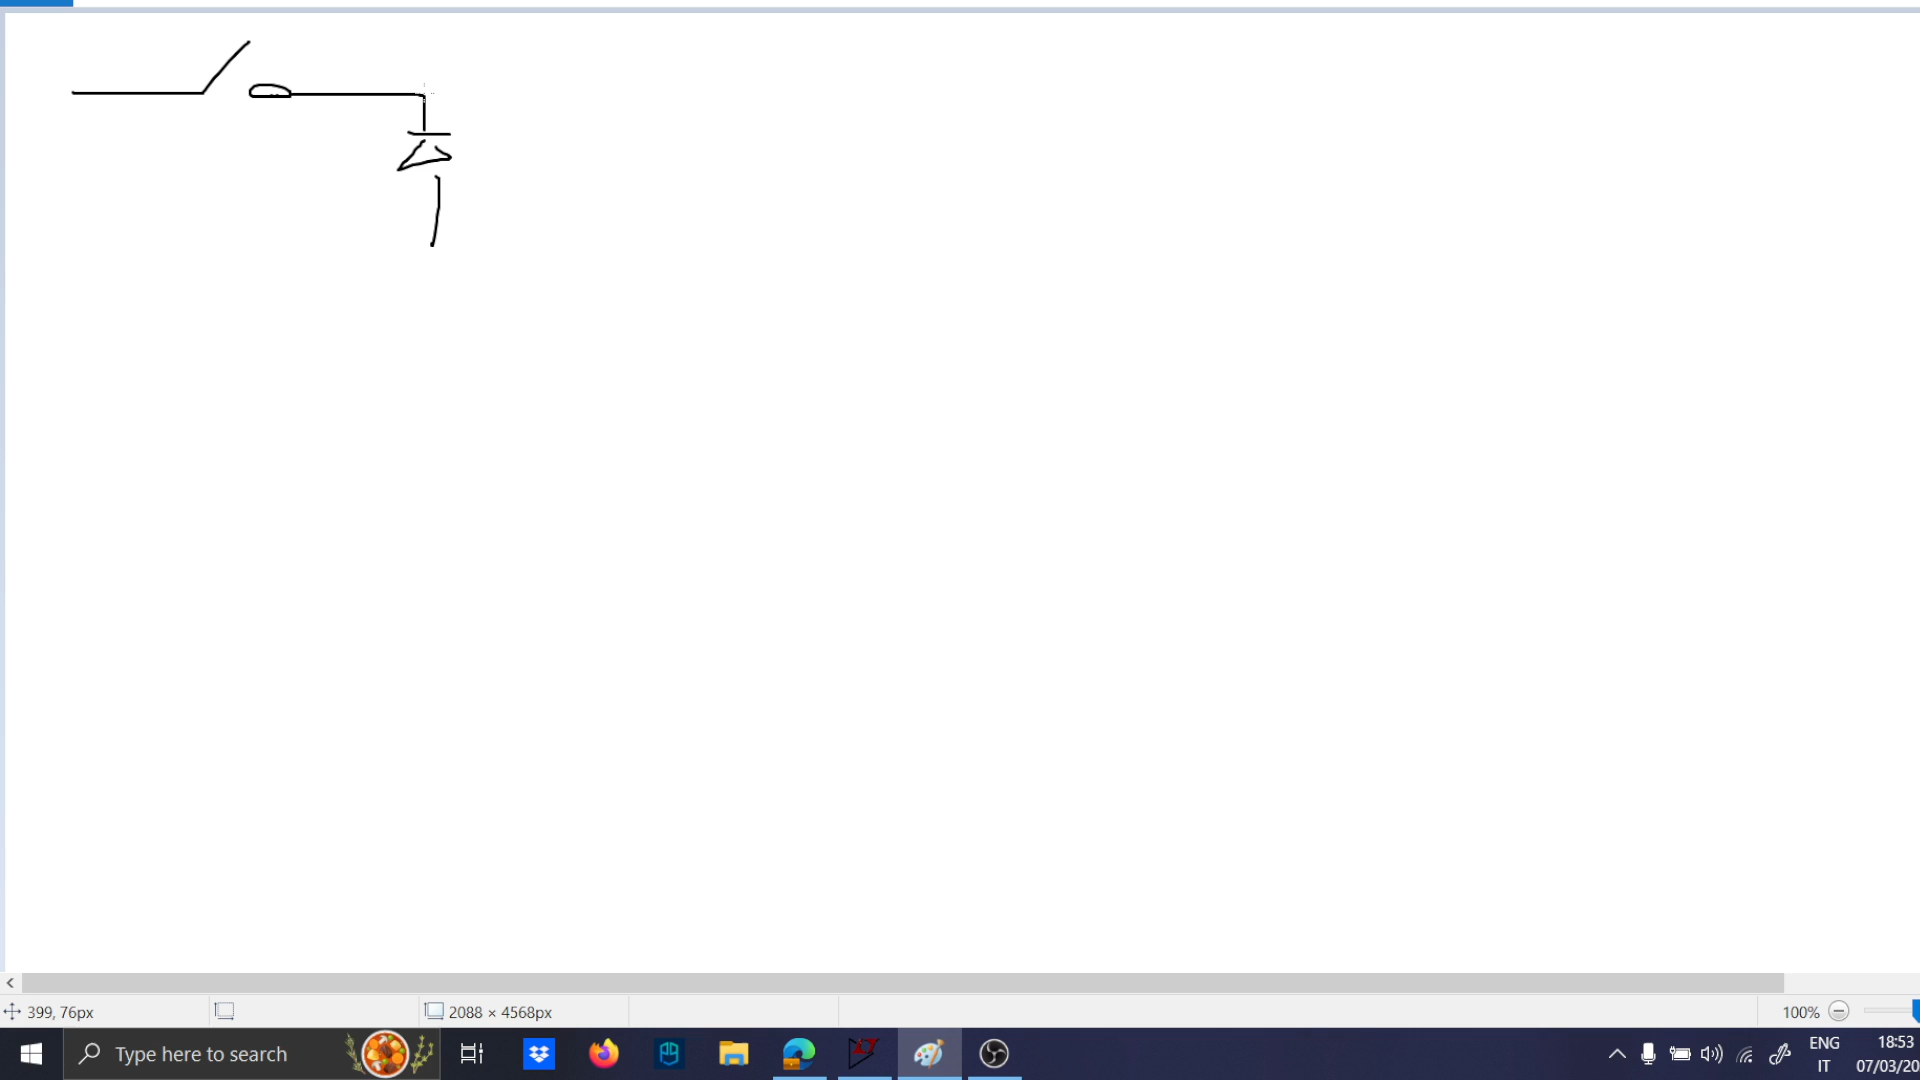 399, 76px
2088 × 4568px
100%
Type here to search
ENG
IT
18:53
07/03/20